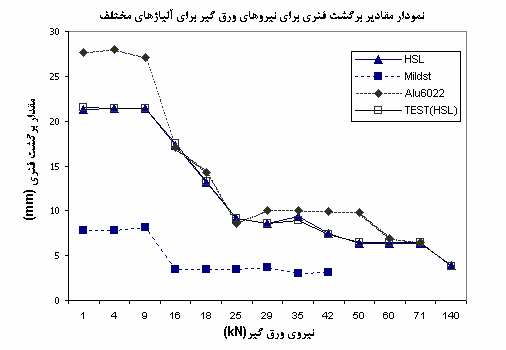 نمودار مقادیر برگشت فنری برای نیروهای ورق گیر برای آلیاژهای مختلف
30
25
20
15
10
5
0
مقدار برگشت فنری (mm)
HSL
Mildst
Alu6022
TEST(HSL)
1 4 9 16 18 25 29 35 42 50 60 71 140
نیروی ورق گیر(kN)